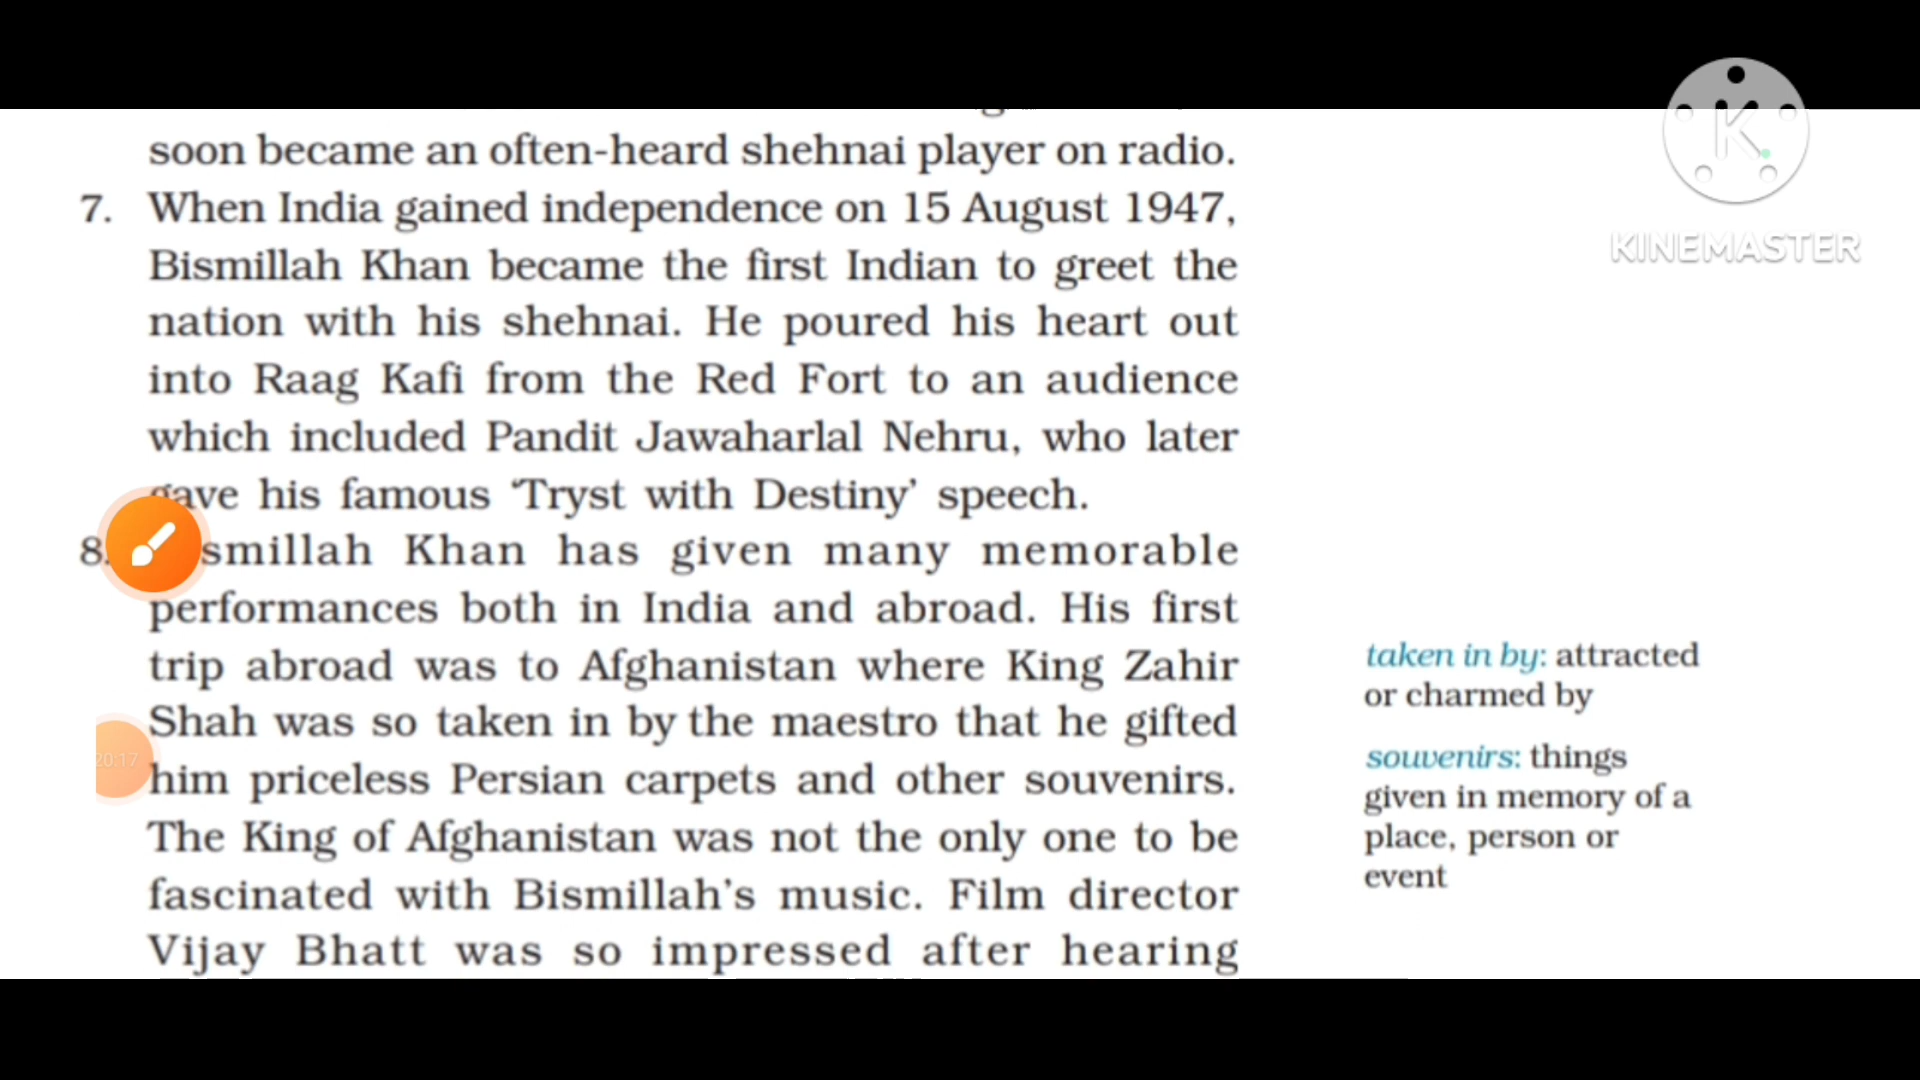 soon became an often-heard shehnai player on radio.
7. When India gained independence on 15 August 1947,
Bismillah Khan became the first Indian to greet the
nation with his shehnai. He poured his heart out
into Raag Kafi from the Red Fort to an audience
which included Pandit Jawaharlal Nehru, who later
gave his famous ‘Tryst with Destiny’ speech.
8. smillah Khan has given many memorable
performances both in India and abroad. His first
trip abroad was to Afghanistan where King Zahir
Shah was so taken in by the maestro that he gifted
him priceless Persian carpets and other souvenirs.
The King of Afghanistan was not the only one to be
fascinated with Bismillah’s music. Film director
Vijay Bhatt was so impressed after hearing
taken in by: attracted
or charmed by
souvenirs: things
given in memory of a
place, person or
event
K
KINEMASTER
20:17